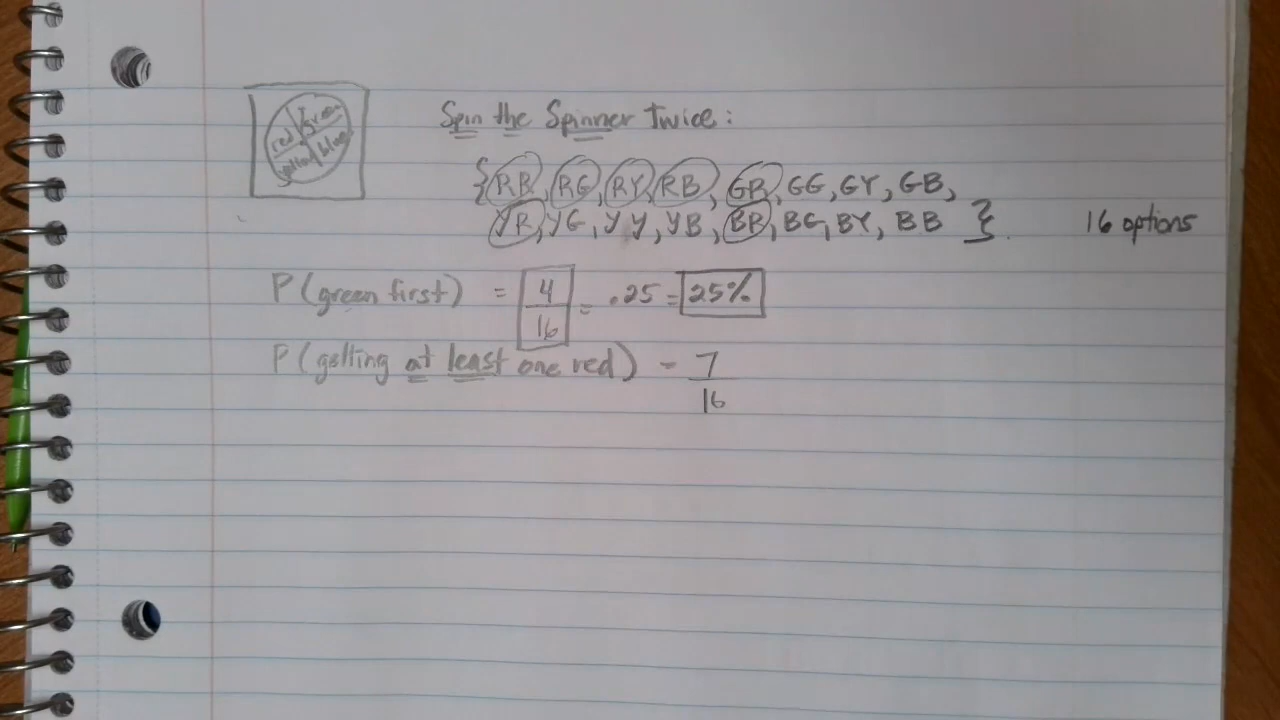 red green
yellow blue
Spin the Spinner Twice:
{RR, RG, RY, RB, GR, GG, GY, GB,
YR, YG, YY, YB, BR, BG, BY, BB }
16 options
P(green first) = 4/16 = .25 = 25%
P(getting at least one red) = 7/16